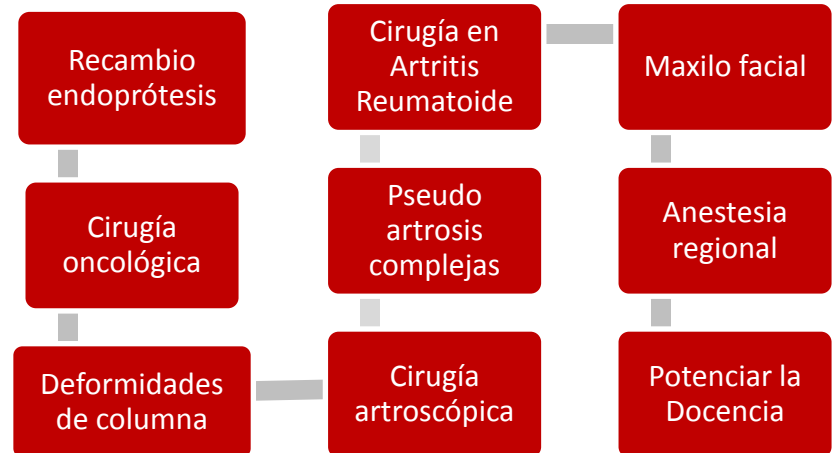 Recambio
endoprótesis
Cirugía
oncológica
Deformidades
de columna
Cirugía
artroscópica
Pseudo
artrosis
complejas
Cirugía en
Artritis
Reumatoide
Maxilo facial
Anestesia
regional
Potenciar la
Docencia